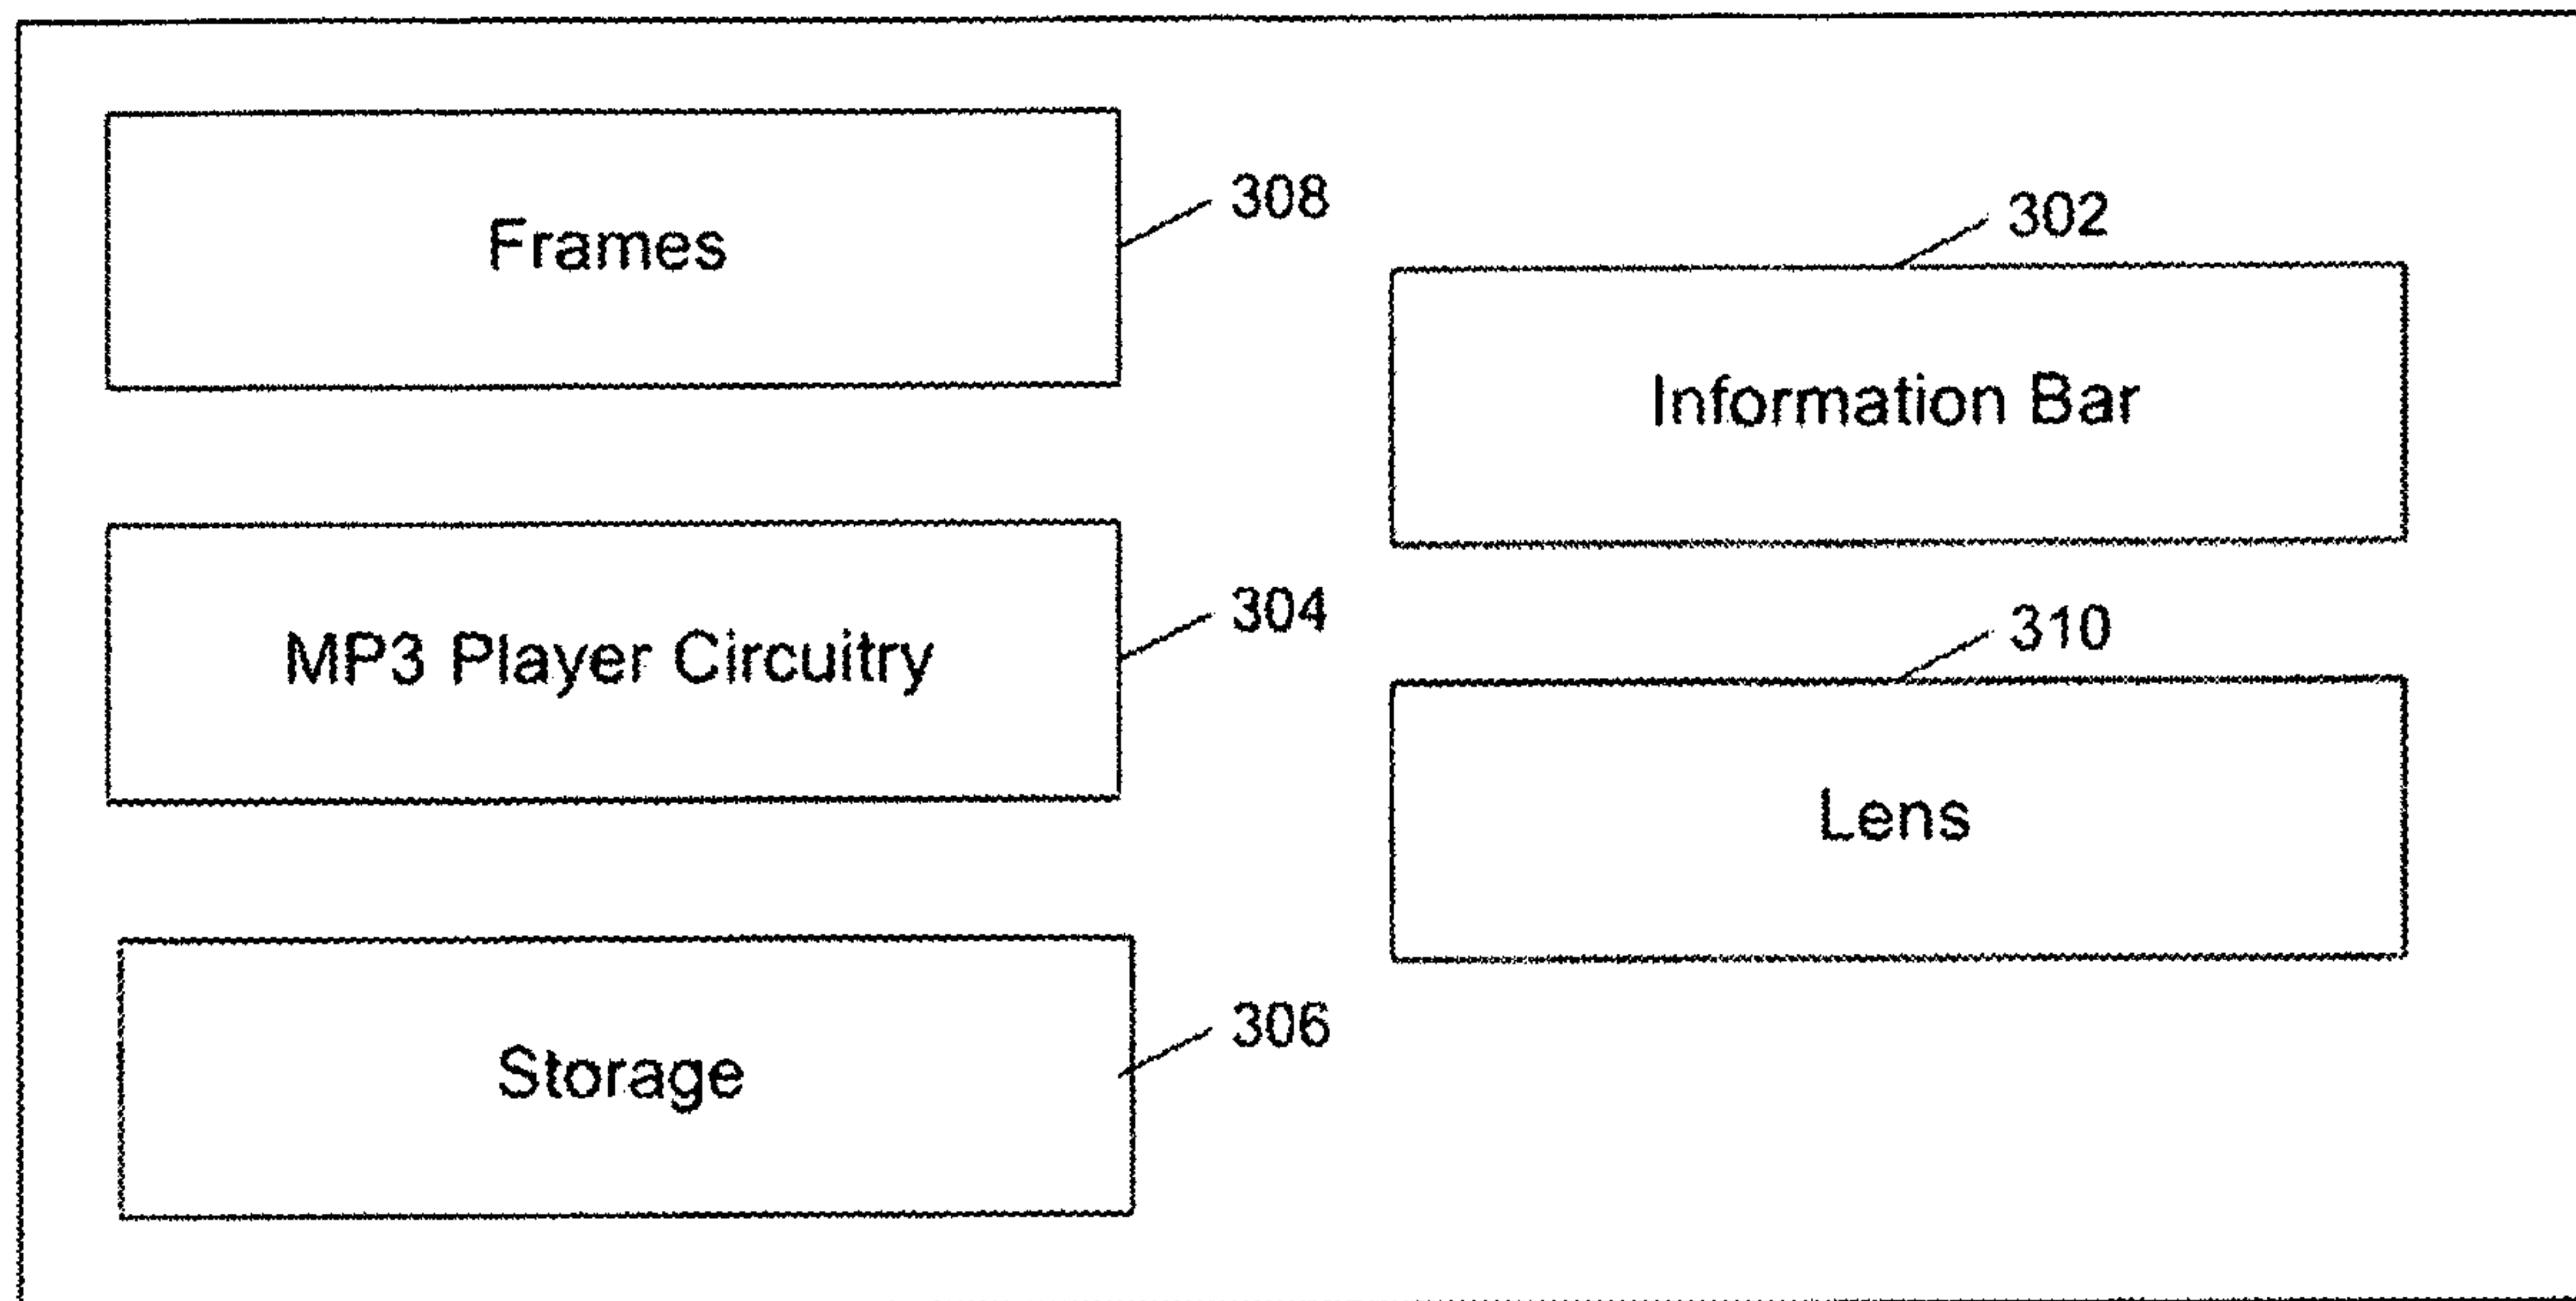 Frames
308
302
Information Bar
MP3 Player Circuitry
304
310
Lens
Storage
306